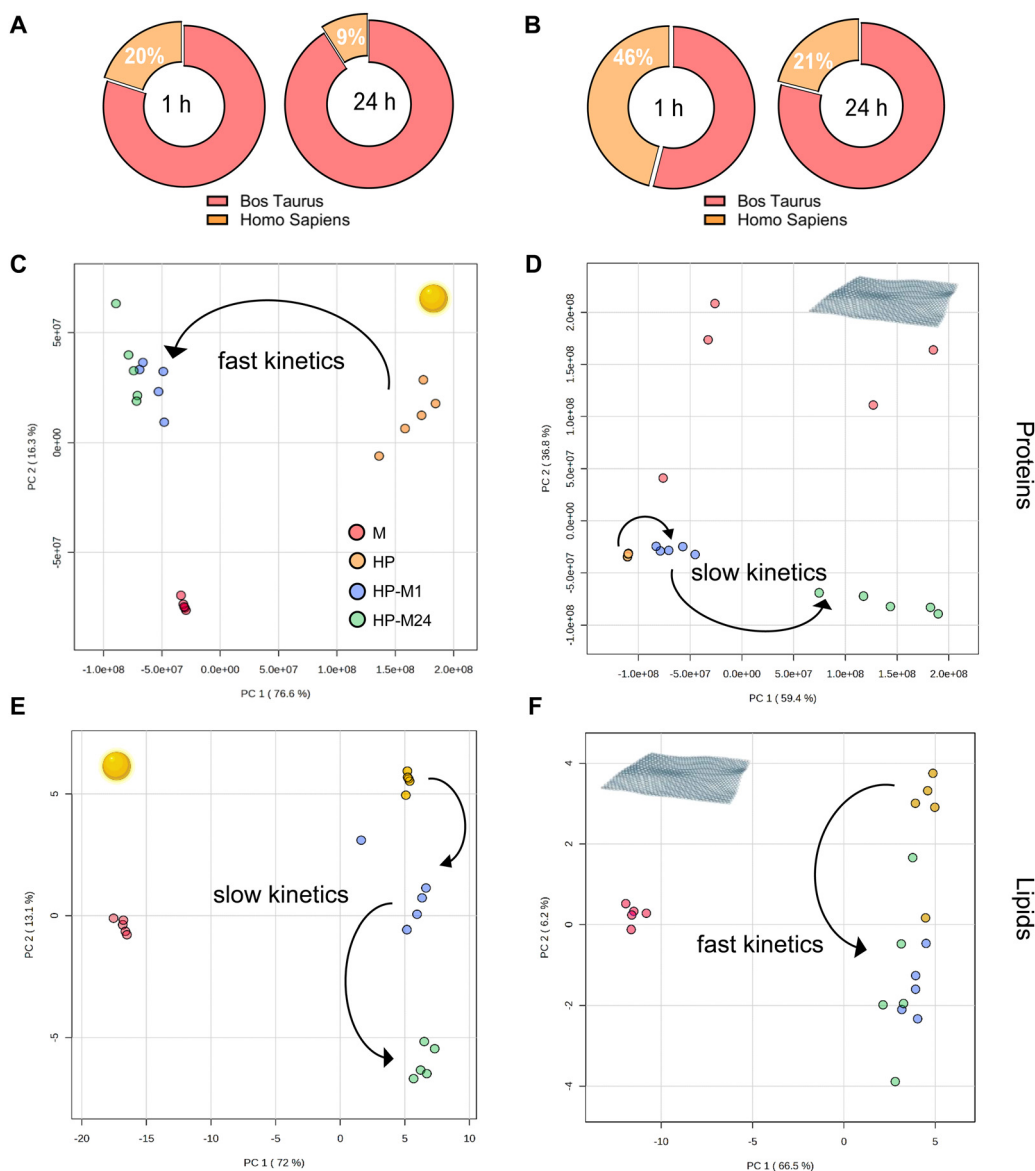 A
B
20%
1 h
9%
24 h
46%
1 h
21%
24 h
Bos Taurus
Homo Sapiens
Bos Taurus
Homo Sapiens
C
fast kinetics
5e+07
0e+00
-5e+07
PC 2 ( 16.3 %)
M
HP
HP-M1
HP-M24
-1.0e+08 -5.0e+07 0.0e+00 5.0e+07 1.0e+08 1.5e+08 2.0e+08
PC 1 ( 76.6 %)
D
2.0e+08
1.5e+08
1.0e+08
5.0e+07
0.0e+00
-5.0e+07
-1.0e+08
PC 2 ( 36.8 %)
slow kinetics
-1.0e+08 -5.0e+07 0.0e+00 5.0e+07 1.0e+08 1.5e+08 2.0e+08
PC 1 ( 59.4 %)
Proteins
E
5
0
-5
PC 2 ( 13.1 %)
slow kinetics
-20 -15 -10 -5 0 5 10
PC 1 ( 72 %)
F
4
2
0
-2
-4
PC 2 ( 6.2 %)
fast kinetics
-10 -5 0 5
PC 1 ( 66.5 %)
Lipids